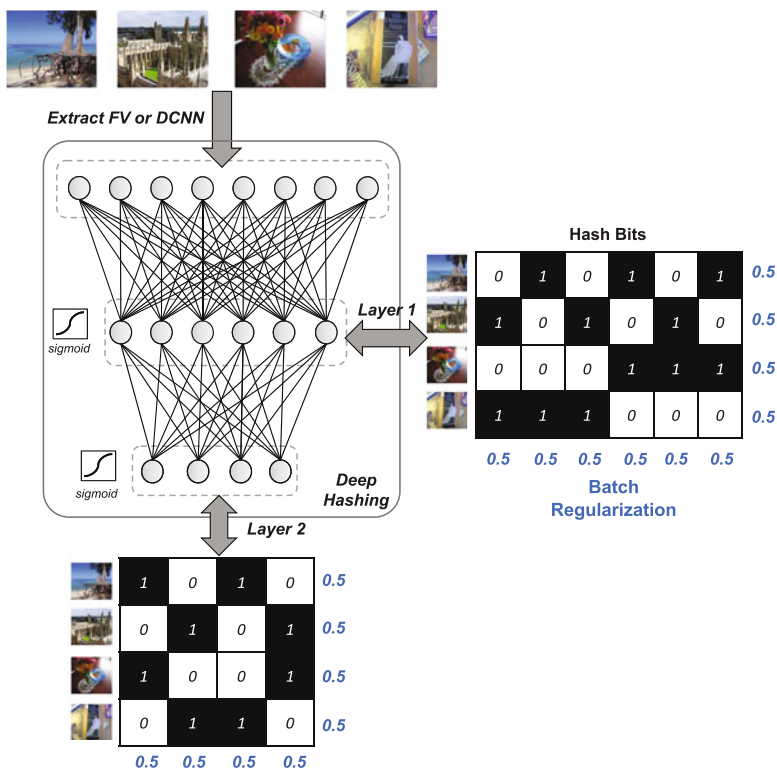 Extract FV or DCNN
Hash Bits
0 1 0 1 0 1 0.5
Layer 1
1 0 1 0 1 0 0.5
sigmoid
0 0 0 1 1 1 0.5
1 1 1 0 0 0 0.5
0.5 0.5 0.5 0.5 0.5 0.5
Batch
Regularization
sigmoid
Deep
Hashing
Layer 2
1 0 1 0 0.5
0 1 0 1 0.5
1 0 0 1 0.5
0 1 1 0 0.5
0.5 0.5 0.5 0.5